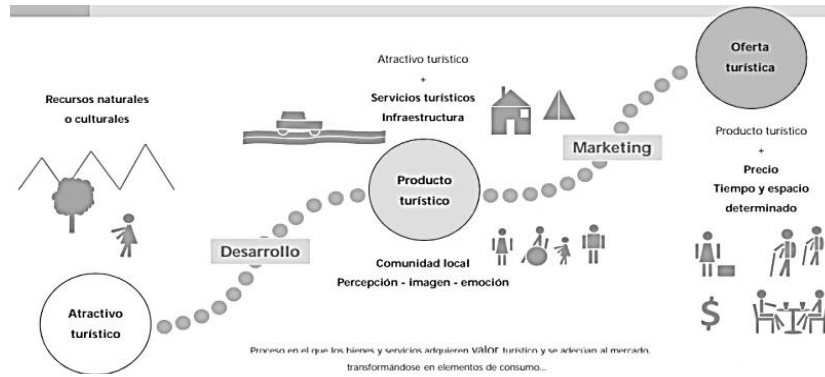 Recursos naturales
o culturales
Atractivo turístico
+
Servicios turísticos
Infraestructura
Oferta
turística
Marketing
Producto turístico
+
Precio
Tiempo y espacio
determinado
Producto
turístico
Desarrollo
Comunidad local
Percepción - imagen - emoción
Atractivo
turístico
$
Proceso en el que los bienes y servicios adquieren valor turístico y se adecúan al mercado,
transformándose en elementos de consumo...